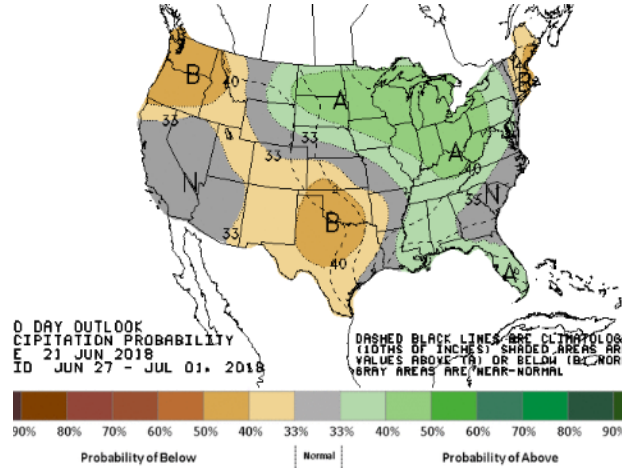 B
40
A
B
33
33
33
A
40
N
33
N
B
33
40
A
O DAY OUTLOOK
CIPITATION PROBABILITY
E 21 JUN 2018
ID JUN 27 - JUL 01, 2018
DASHED BLACK LINES ARE CLIMATOLOG
(10THS OF INCHES) SHADED AREAS AR
VALUES ABOVE (A) OR BELOW (B) NOR
GRAY AREAS ARE NEAR-NORMAL
90% 80% 70% 60% 50% 40% 33% 33% 40% 50% 60% 70% 80% 90%
Probability of Below Normal Probability of Above